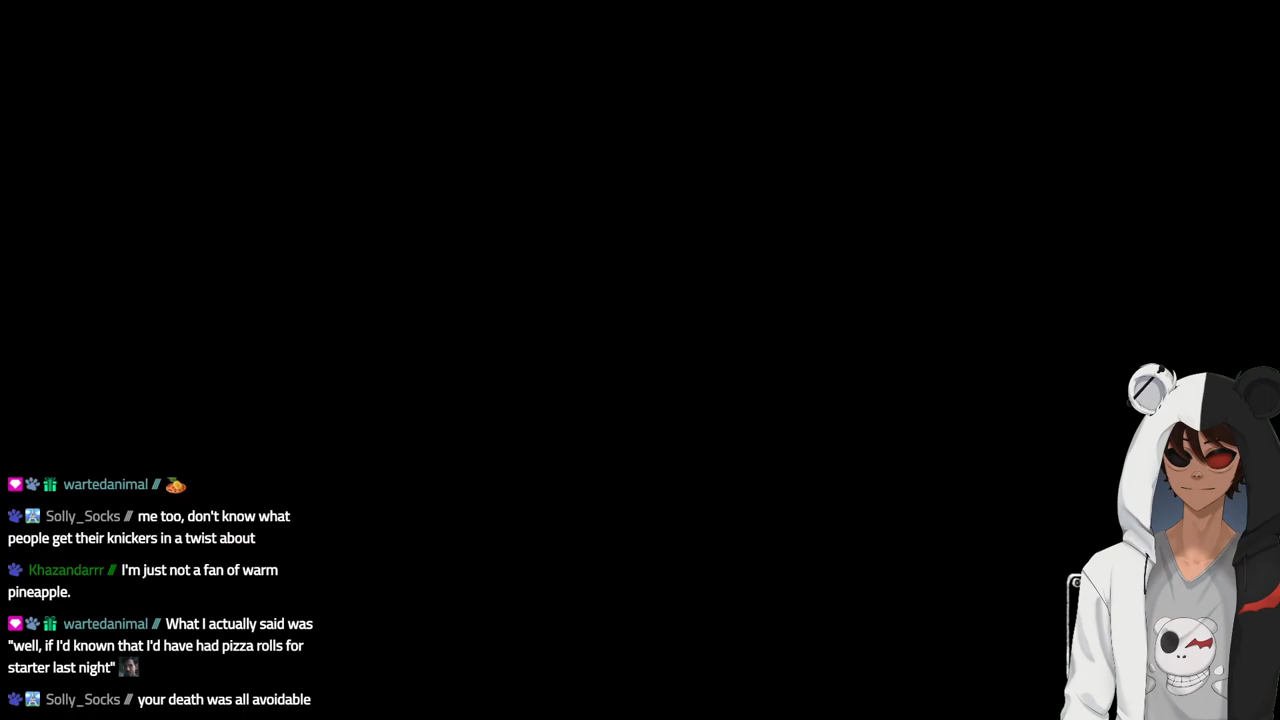 wartedanimal //
Solly_Socks // me too, don't know what
people get their knickers in a twist about
Khazandarrr // I'm just not a fan of warm
pineapple.
wartedanimal // What I actually said was
"well, if I'd known that I'd have had pizza rolls for
starter last night"
Solly_Socks // your death was all avoidable